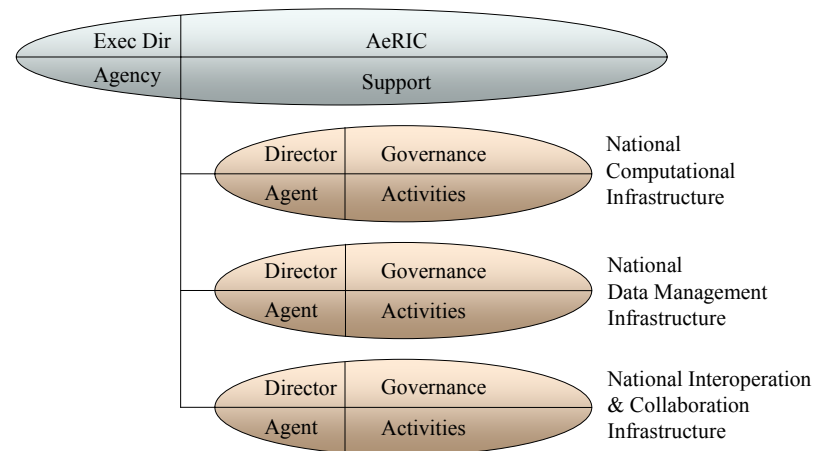 Exec Dir AeRIC
Agency Support
Director Governance
Agent Activities
National
Computational
Infrastructure
Director Governance
Agent Activities
National
Data Management
Infrastructure
Director Governance
Agent Activities
National Interoperation
& Collaboration
Infrastructure